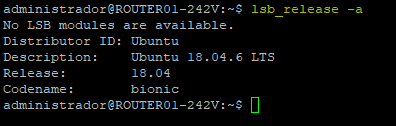 administrador@ROUTER01-242V:~$ lsb_release -a
No LSB modules are available.
Distributor ID: Ubuntu
Description:    Ubuntu 18.04.6 LTS
Release:        18.04
Codename:       bionic
administrador@ROUTER01-242V:~$